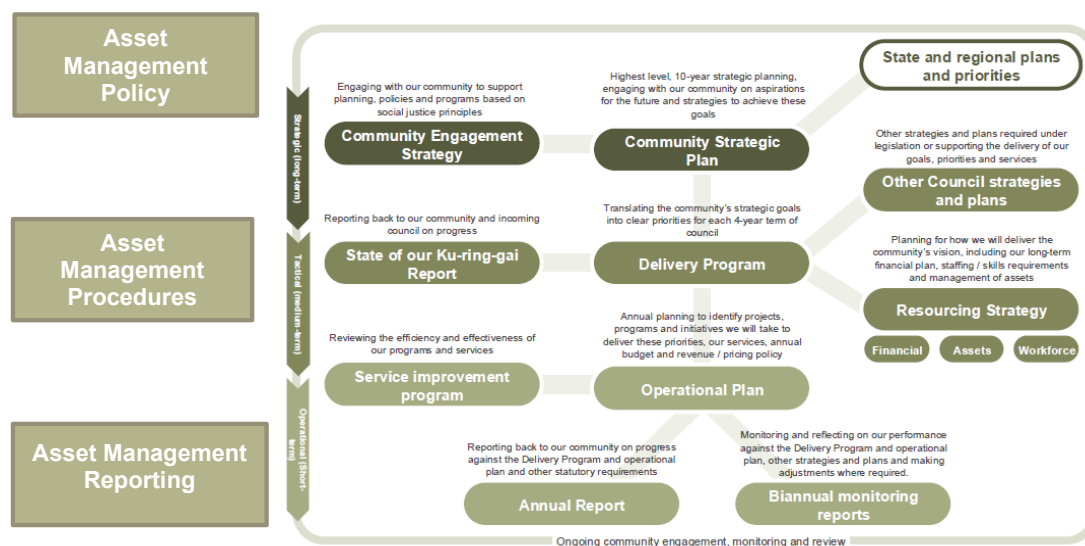 Asset
Management
Policy
Asset
Management
Procedures
Asset Management
Reporting
Strategic (long-term)
Tactical (medium-term)
Operational (Short-
term)
State and regional plans
and priorities
Engaging with our community to support
planning, policies and programs based on
social justice principles
Community Engagement
Strategy
Highest level, 10-year strategic planning,
engaging with our community on aspirations
for the future and strategies to achieve these
goals
Community Strategic
Plan
Other strategies and plans required under
legislation or supporting the delivery of our
goals, priorities and services
Other Council strategies
and plans
Reporting back to our community and incoming
council on progress
State of our Ku-ring-gai
Report
Translating the community's strategic goals
into clear priorities for each 4-year term of
council
Delivery Program
Planning for how we will deliver the
community's vision, including our long-term
financial plan, staffing / skills requirements
and management of assets
Resourcing Strategy
Financial
Assets
Workforce
Reviewing the efficiency and effectiveness of
our programs and services
Service improvement
program
Annual planning to identify projects,
programs and initiatives we will take to
deliver these priorities, our services, annual
budget and revenue / pricing policy
Operational Plan
Reporting back to our community on progress
against the Delivery Program and operational
plan and other statutory requirements
Annual Report
Monitoring and reflecting on our performance
against the Delivery Program and operational
plan, other strategies and plans and making
adjustments where required.
Biannual monitoring
reports
Ongoing community engagement, monitoring and review